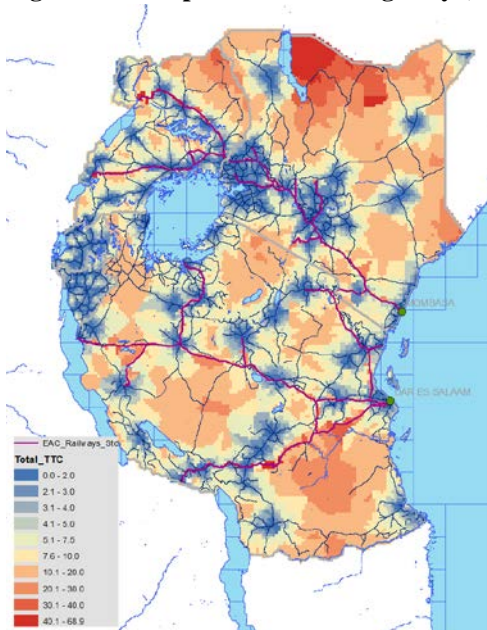 MOMBASA
DAR ES SALAAM
EAC_Railways_Sto
Total_TTC
0.0 - 2.0
2.1 - 3.0
3.1 - 4.0
4.1 - 5.0
5.1 - 7.5
7.6 - 10.0
10.1 - 20.0
20.1 - 30.0
30.1 - 40.0
40.1 - 68.9